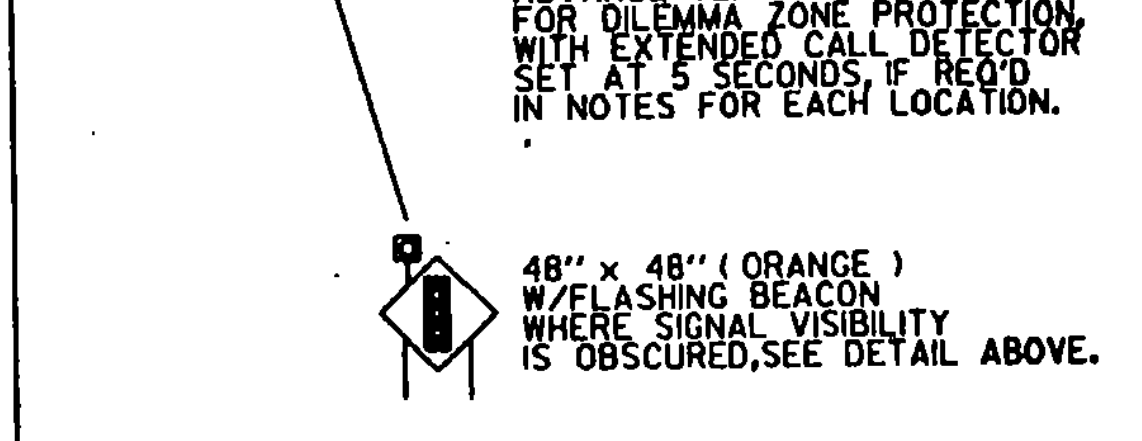 FOR DILEMMA ZONE PROTECTION,
WITH EXTENDED CALL DETECTOR
SET AT 5 SECONDS, IF REQ'D
IN NOTES FOR EACH LOCATION.
48" x 48" ( ORANGE )
W/FLASHING BEACON
WHERE SIGNAL VISIBILITY
IS OBSCURED,SEE DETAIL ABOVE.